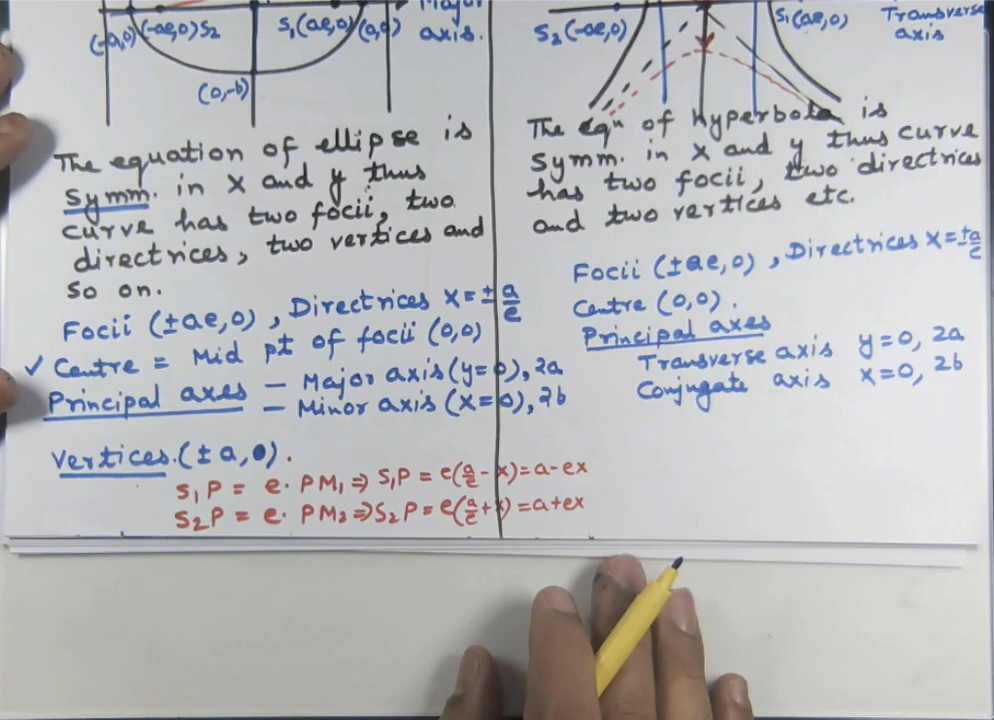 Major
axis.
(-a,0) (-ae,0) S2
S1(ae,0) (a,0)
(0,-b)
The equation of ellipse is
symm. in x and y thus
curve has two focii, two
directrices, two vertices and
so on.
Focii (±ae,0), Directrices x=±a/e
✓ Centre = Mid pt of focii (0,0)
Principal axes - Major axis (y=0), 2a
- Minor axis (x=0), 2b
Vertices.(±a,0).
S1P = e. PM1 ⇒ S1P = e(a/e - x) = a-ex
S2P = e. PM2 ⇒ S2P = e(a/e + x) = a+ex
S2(-ae,0)
S1(ae,0)
Transverse
axis
The eqn of Hyperbola is
symm. in x and y thus curve
has two focii, two directrices
and two vertices etc.
Focii (±ae,0), Directrices x=±a/e
Centre (0,0).
Principal axes
Transverse axis y=0, 2a
Conjugate axis x=0, 2b